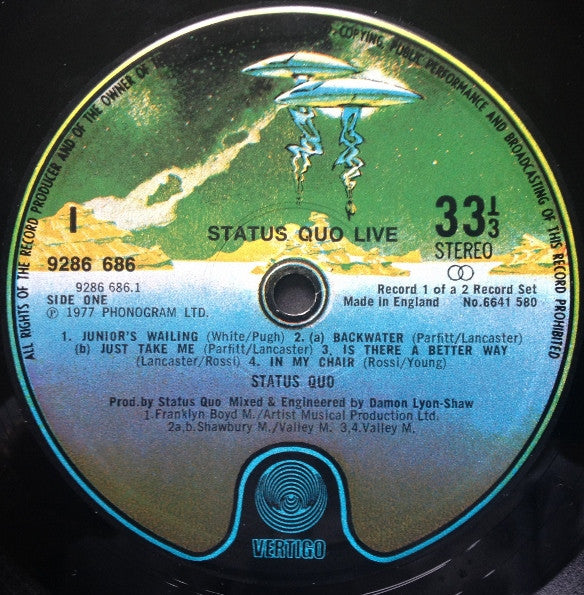 ALL RIGHTS OF THE RECORD PRODUCER AND OF THE OWNER OF
COPYING, PUBLIC PERFORMANCE AND BROADCASTING OF THIS RECORD PROHIBITED
I
STATUS QUO LIVE
33⅓
STEREO
9286 686
9286 686.1
SIDE ONE
℗ 1977 PHONOGRAM LTD.
Record 1 of a 2 Record Set
Made in England No.6641 580
1. JUNIOR'S WAILING (White/Pugh) 2. (a) BACKWATER (Parfitt/Lancaster)
(b) JUST TAKE ME (Parfitt/Lancaster) 3. IS THERE A BETTER WAY
(Lancaster/Rossi) 4. IN MY CHAIR (Rossi/Young)
STATUS QUO
Prod.by Status Quo Mixed & Engineered by Damon Lyon-Shaw
1.Franklyn Boyd M./Artist Musical Production Ltd.
2a,b.Shawbury M./Valley M. 3,4.Valley M.
VERTIGO